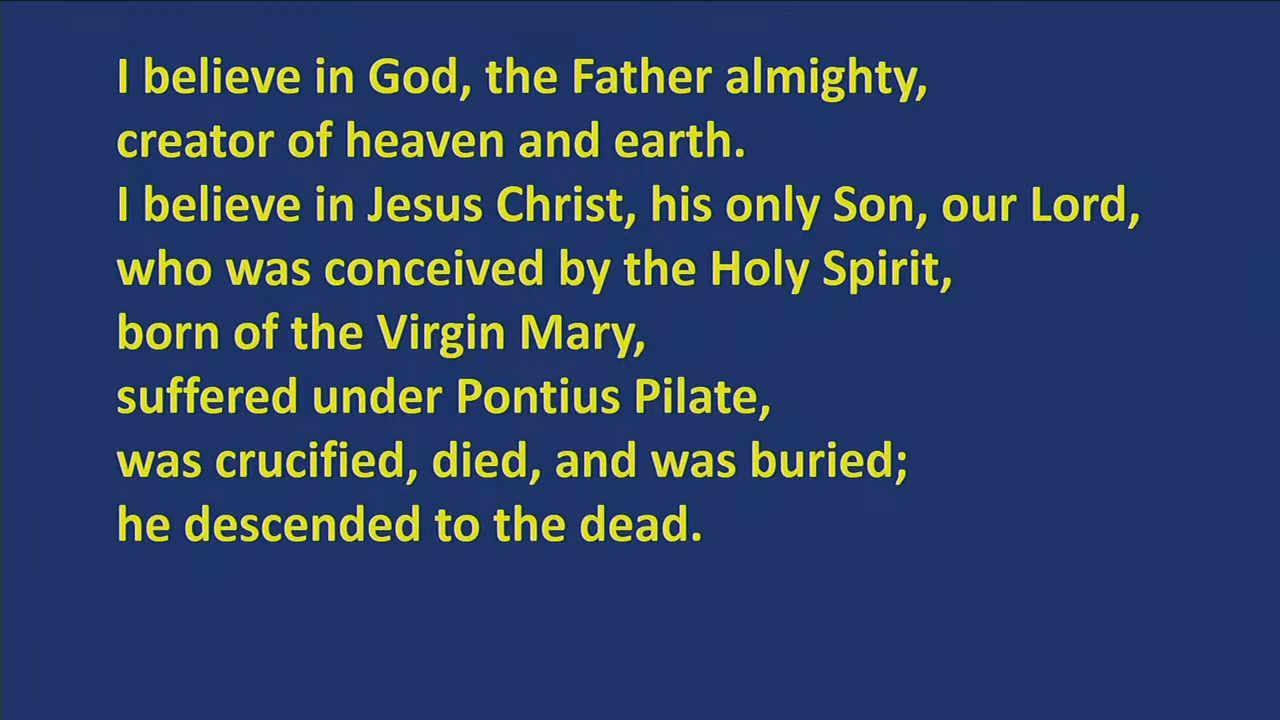 I believe in God, the Father almighty,
creator of heaven and earth.
I believe in Jesus Christ, his only Son, our Lord,
who was conceived by the Holy Spirit,
born of the Virgin Mary,
suffered under Pontius Pilate,
was crucified, died, and was buried;
he descended to the dead.